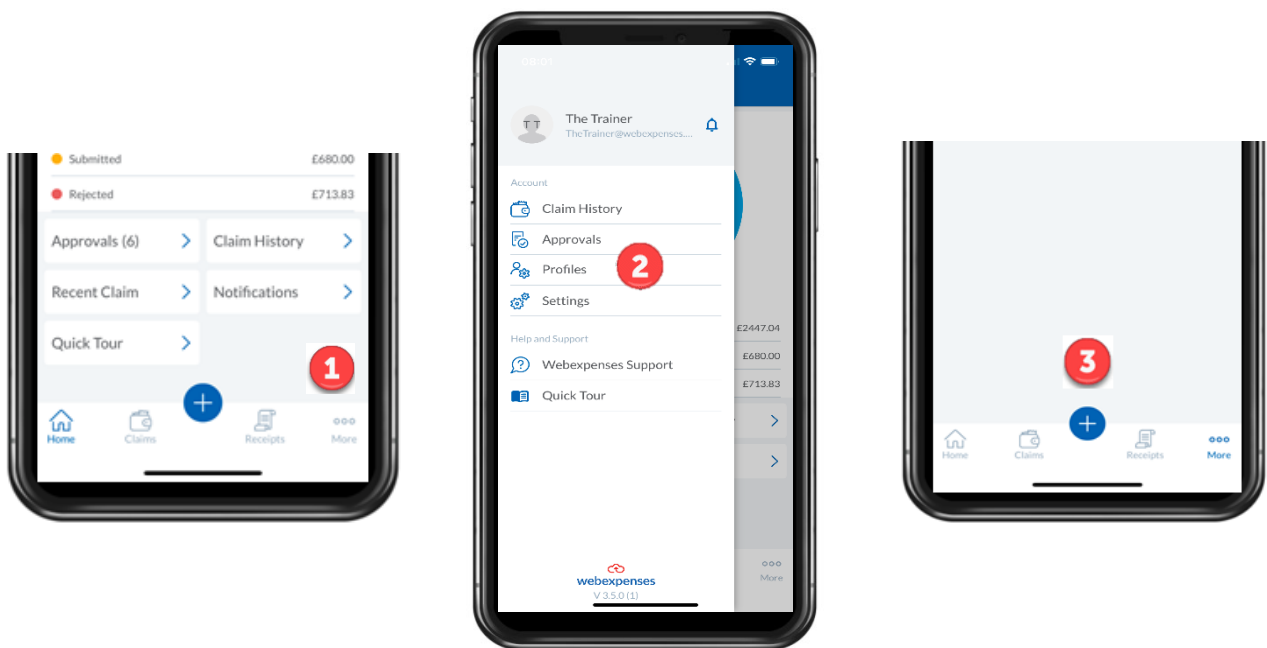 Submitted £680.00
Rejected £713.83
Approvals (6)
Claim History
Recent Claim
Notifications
Quick Tour
1
Home
Claims
Receipts
More
08:01
T T
The Trainer
TheTrainer@webexpenses....
Account
Claim History
Approvals
Profiles
2
Settings
Help and Support
Webexpenses Support
Quick Tour
£2447.04
£680.00
£713.83
More
webexpenses
V 3.5.0 (1)
3
Home
Claims
Receipts
More